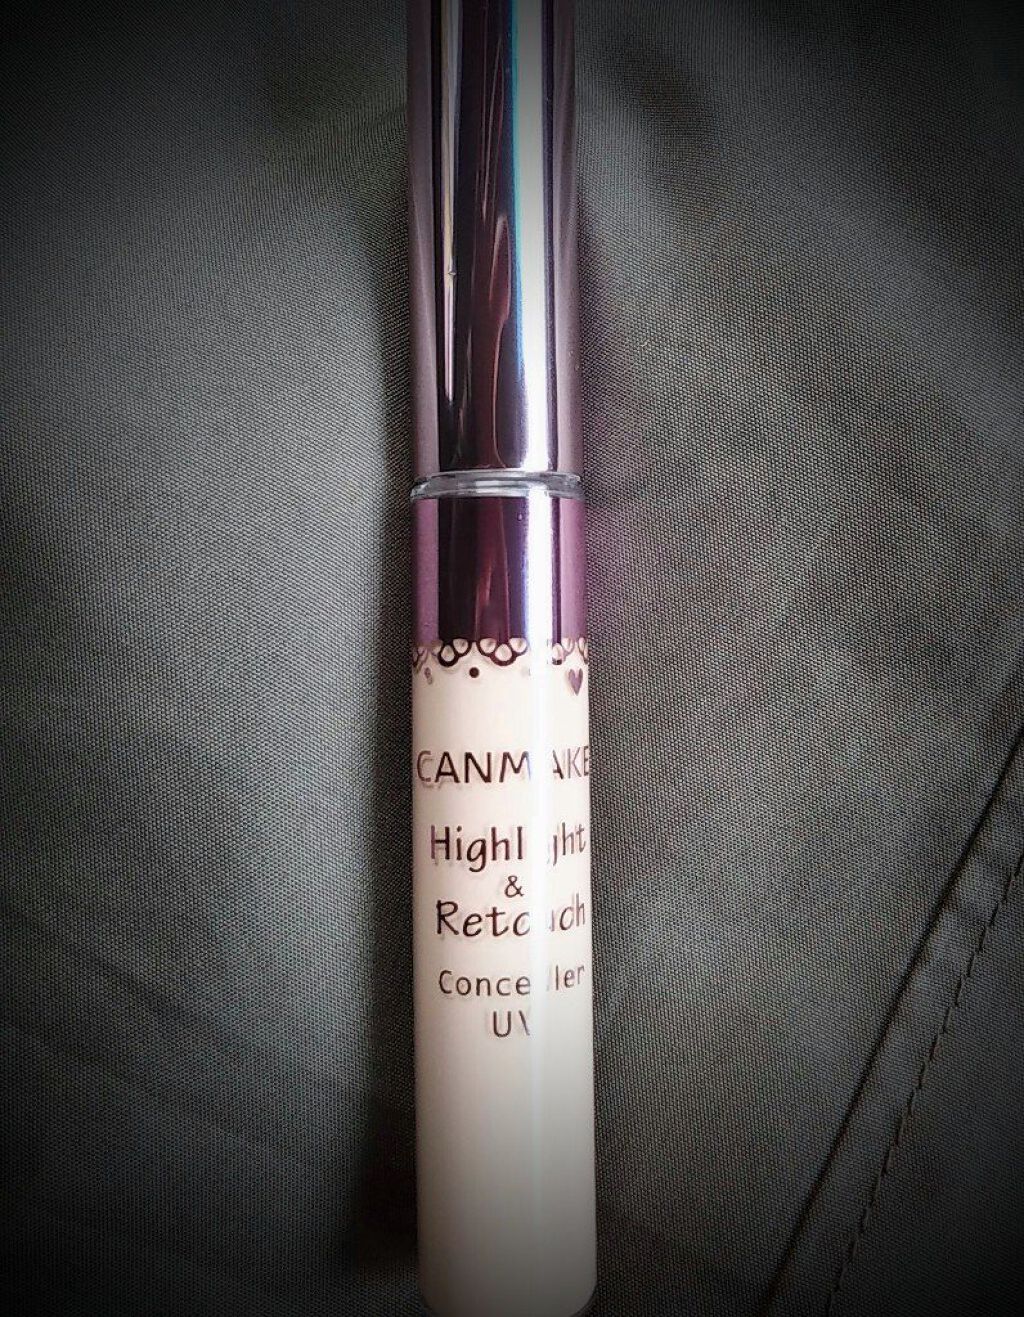 CANMAKE
Highlight
&
Retouch
Concealer
UV